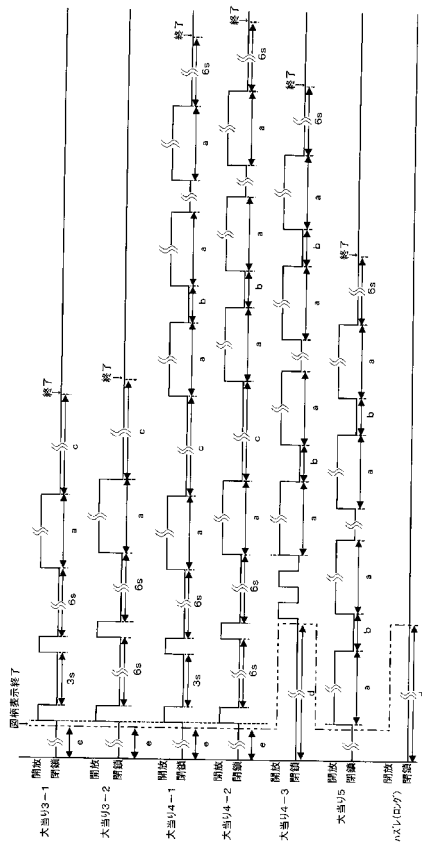 図柄表示終了
大当り3-1
開放
閉鎖
e
3s
6s
a
c
終了
大当り3-2
開放
閉鎖
e
6s
6s
a
c
終了
大当り4-1
開放
閉鎖
e
3s
6s
a
c
a
b
a
a
6s
終了
大当り4-2
開放
閉鎖
e
6s
6s
a
c
a
b
a
a
6s
終了
大当り4-3
開放
閉鎖
d
a
b
a
a
b
a
6s
終了
大当り5
開放
閉鎖
a
b
a
a
b
a
6s
終了
ハズレ(ロング)
開放
閉鎖
d